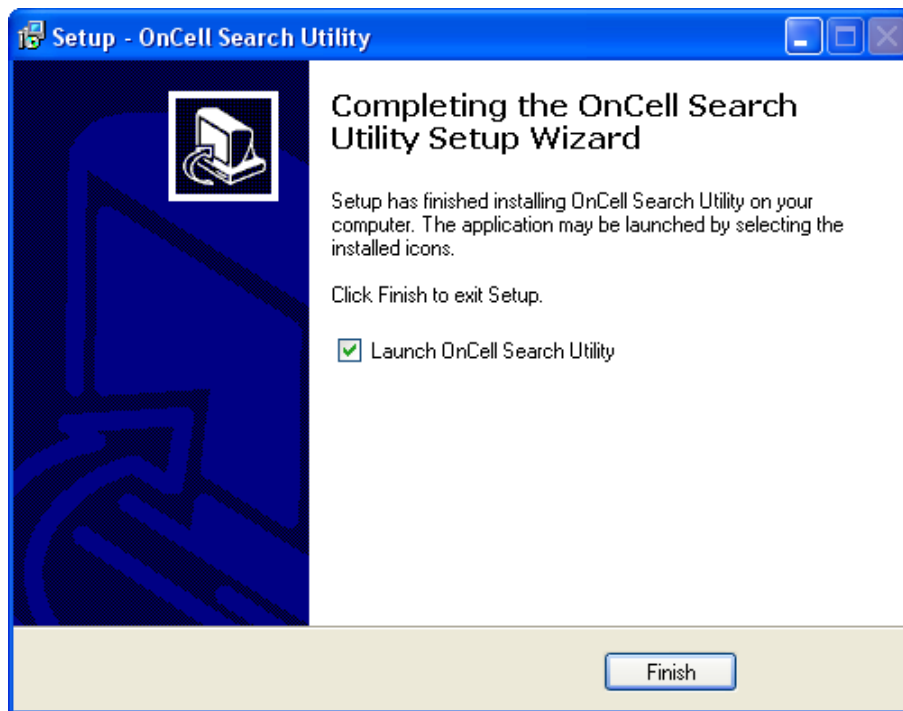 Setup - OnCell Search Utility
Completing the OnCell Search
Utility Setup Wizard
Setup has finished installing OnCell Search Utility on your
computer. The application may be launched by selecting the
installed icons.
Click Finish to exit Setup.
Launch OnCell Search Utility
Finish